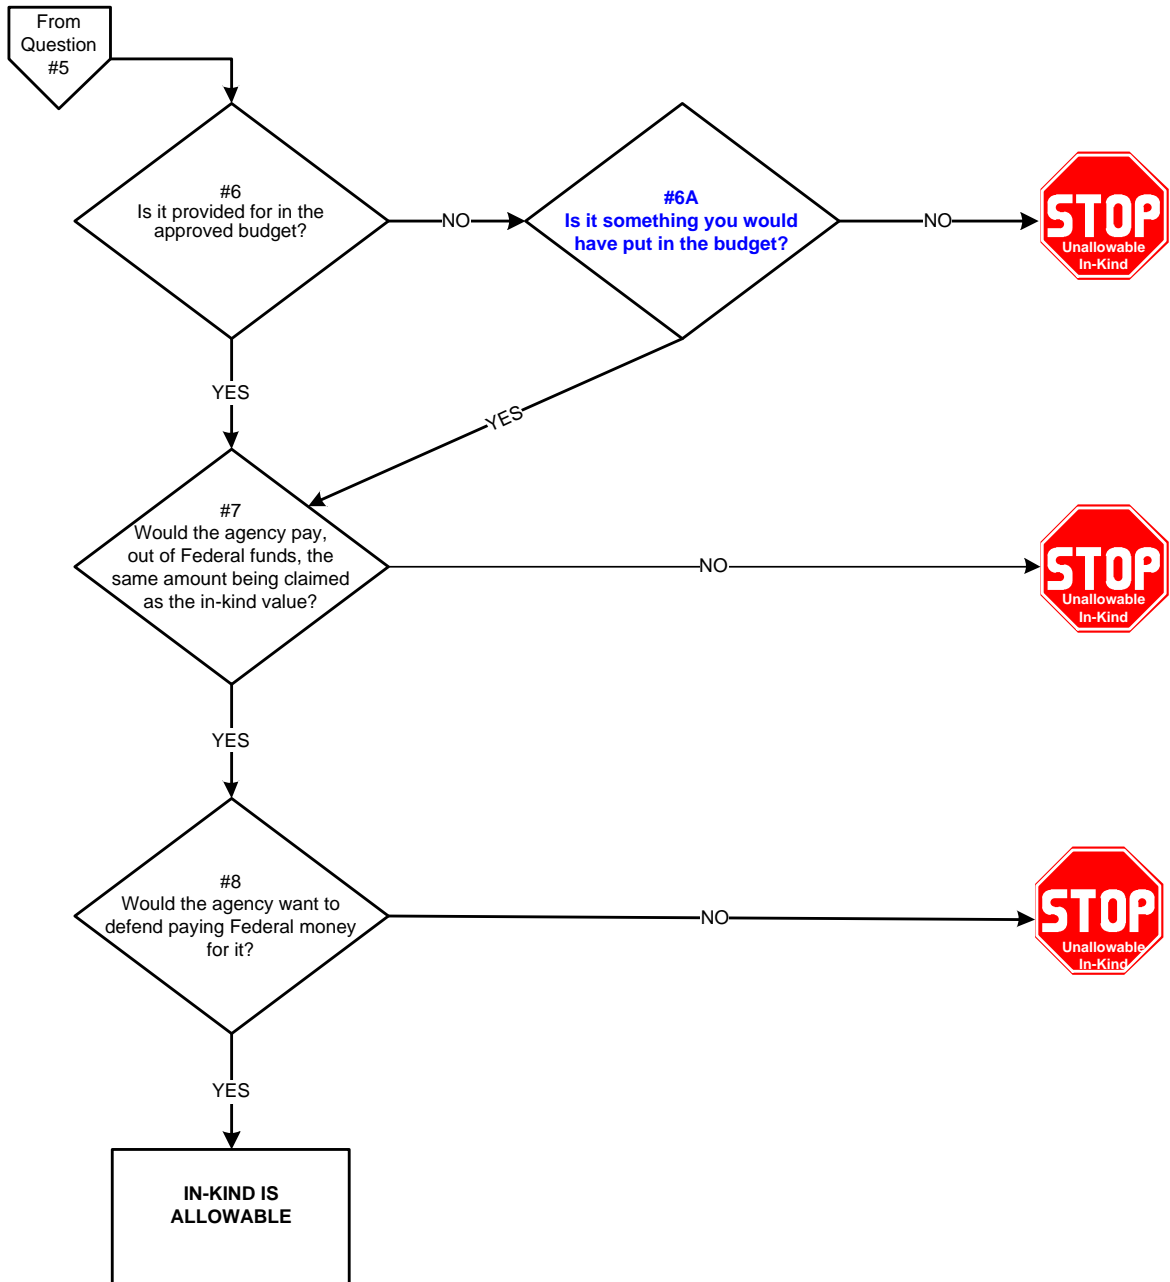 From
Question
#5
#6
Is it provided for in the
approved budget?
NO
#6A
Is it something you would
have put in the budget?
NO
STOP
Unallowable
In-Kind
YES
YES
#7
Would the agency pay,
out of Federal funds, the
same amount being claimed
as the in-kind value?
NO
STOP
Unallowable
In-Kind
YES
#8
Would the agency want to
defend paying Federal money
for it?
NO
STOP
Unallowable
In-Kind
YES
IN-KIND IS
ALLOWABLE